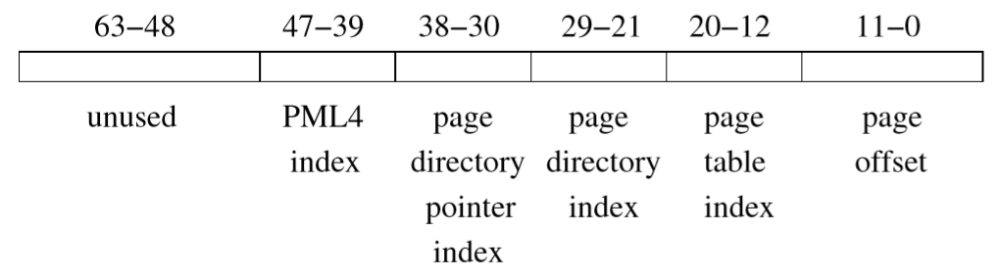 63–48 47–39 38–30 29–21 20–12 11–0
unused PML4 page page page page
index directory directory table offset
pointer index index
index